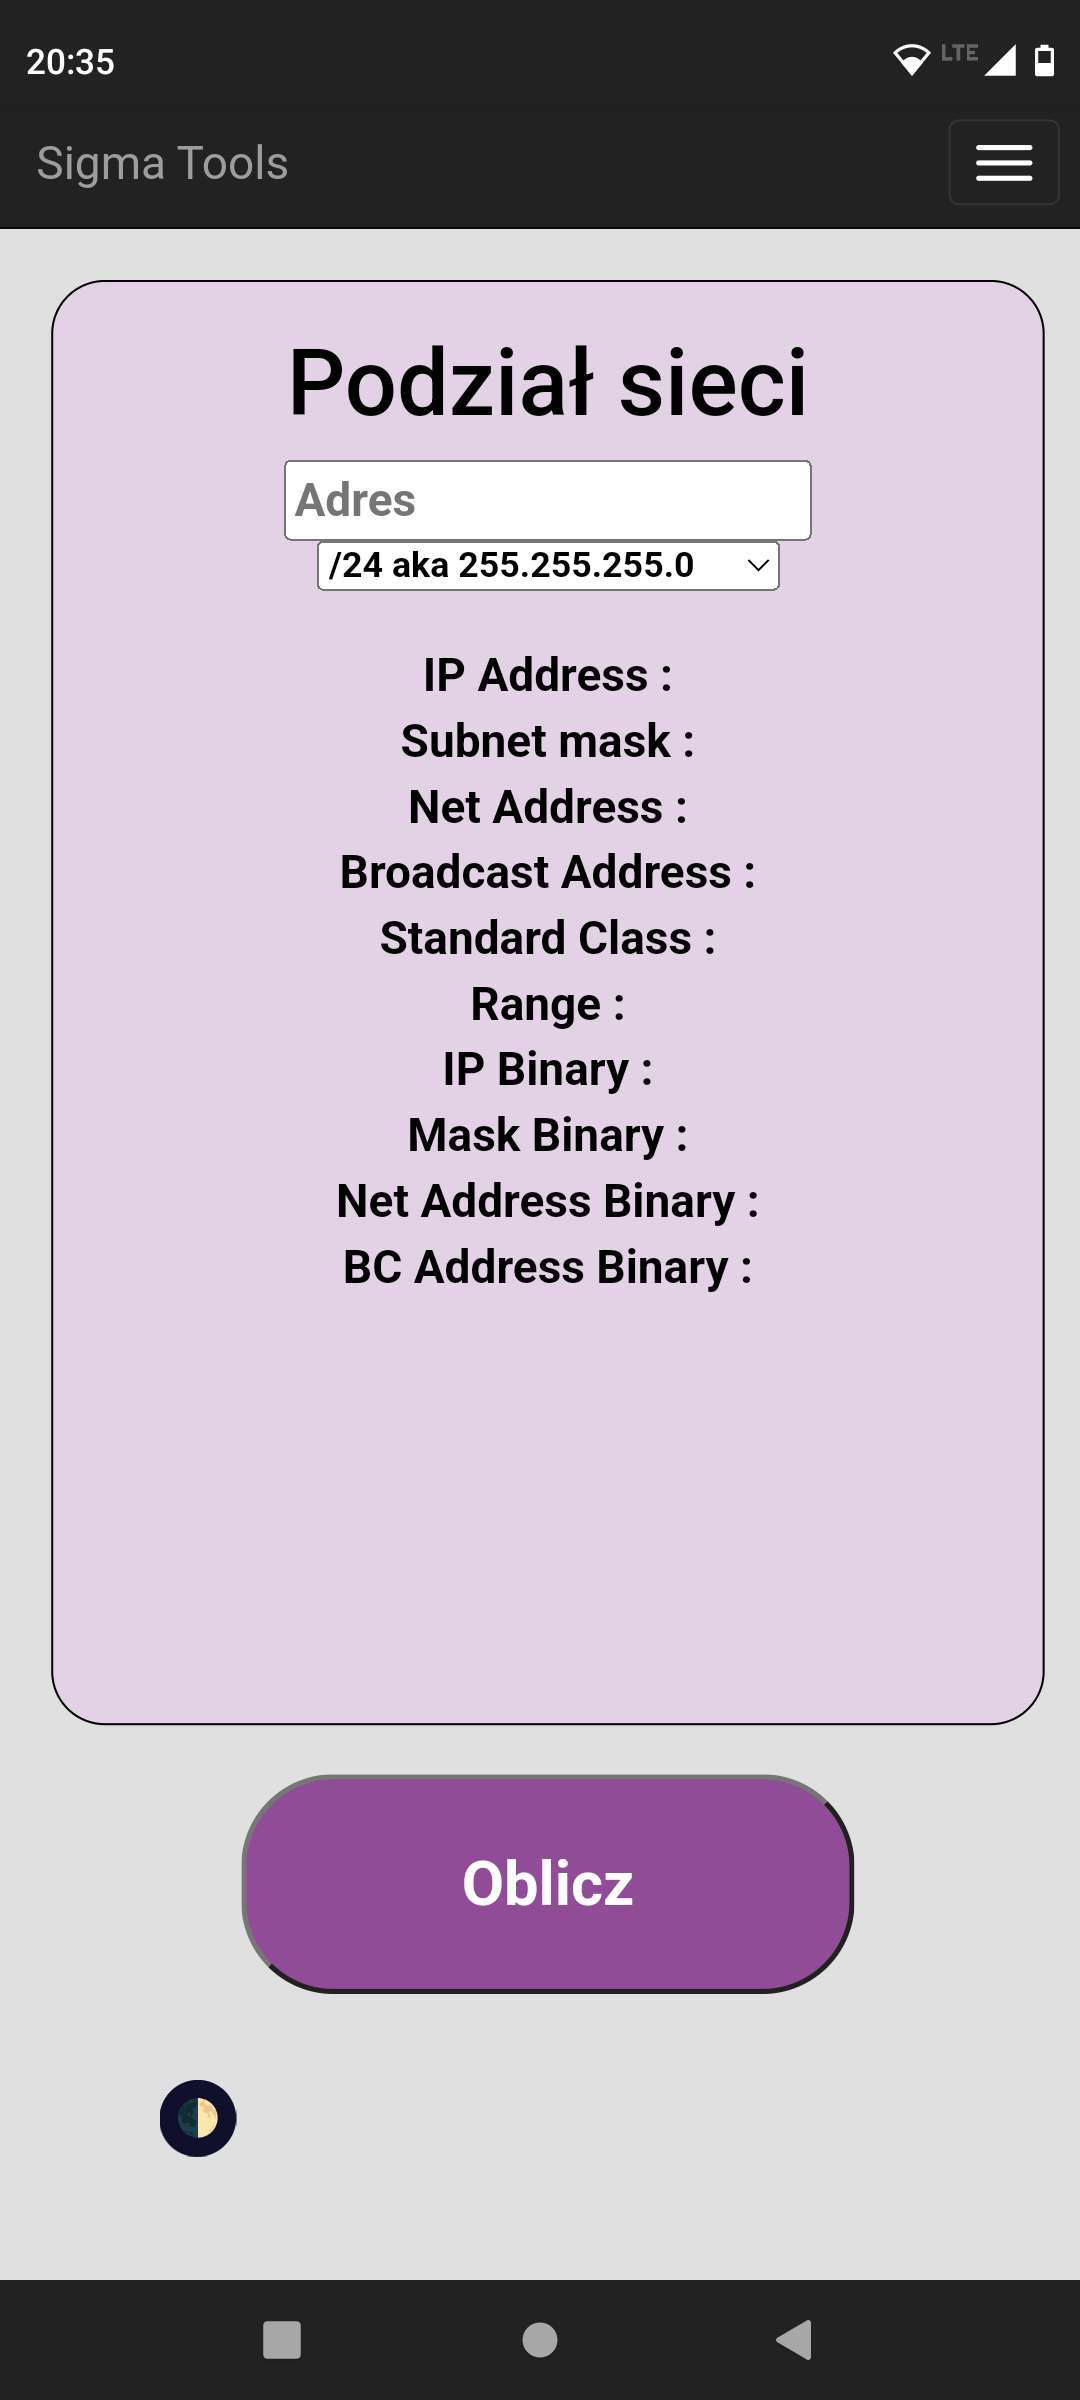 20:35
LTE
Sigma Tools
Podział sieci
Adres
/24 aka 255.255.255.0
IP Address :
Subnet mask :
Net Address :
Broadcast Address :
Standard Class :
Range :
IP Binary :
Mask Binary :
Net Address Binary :
BC Address Binary :
Oblicz